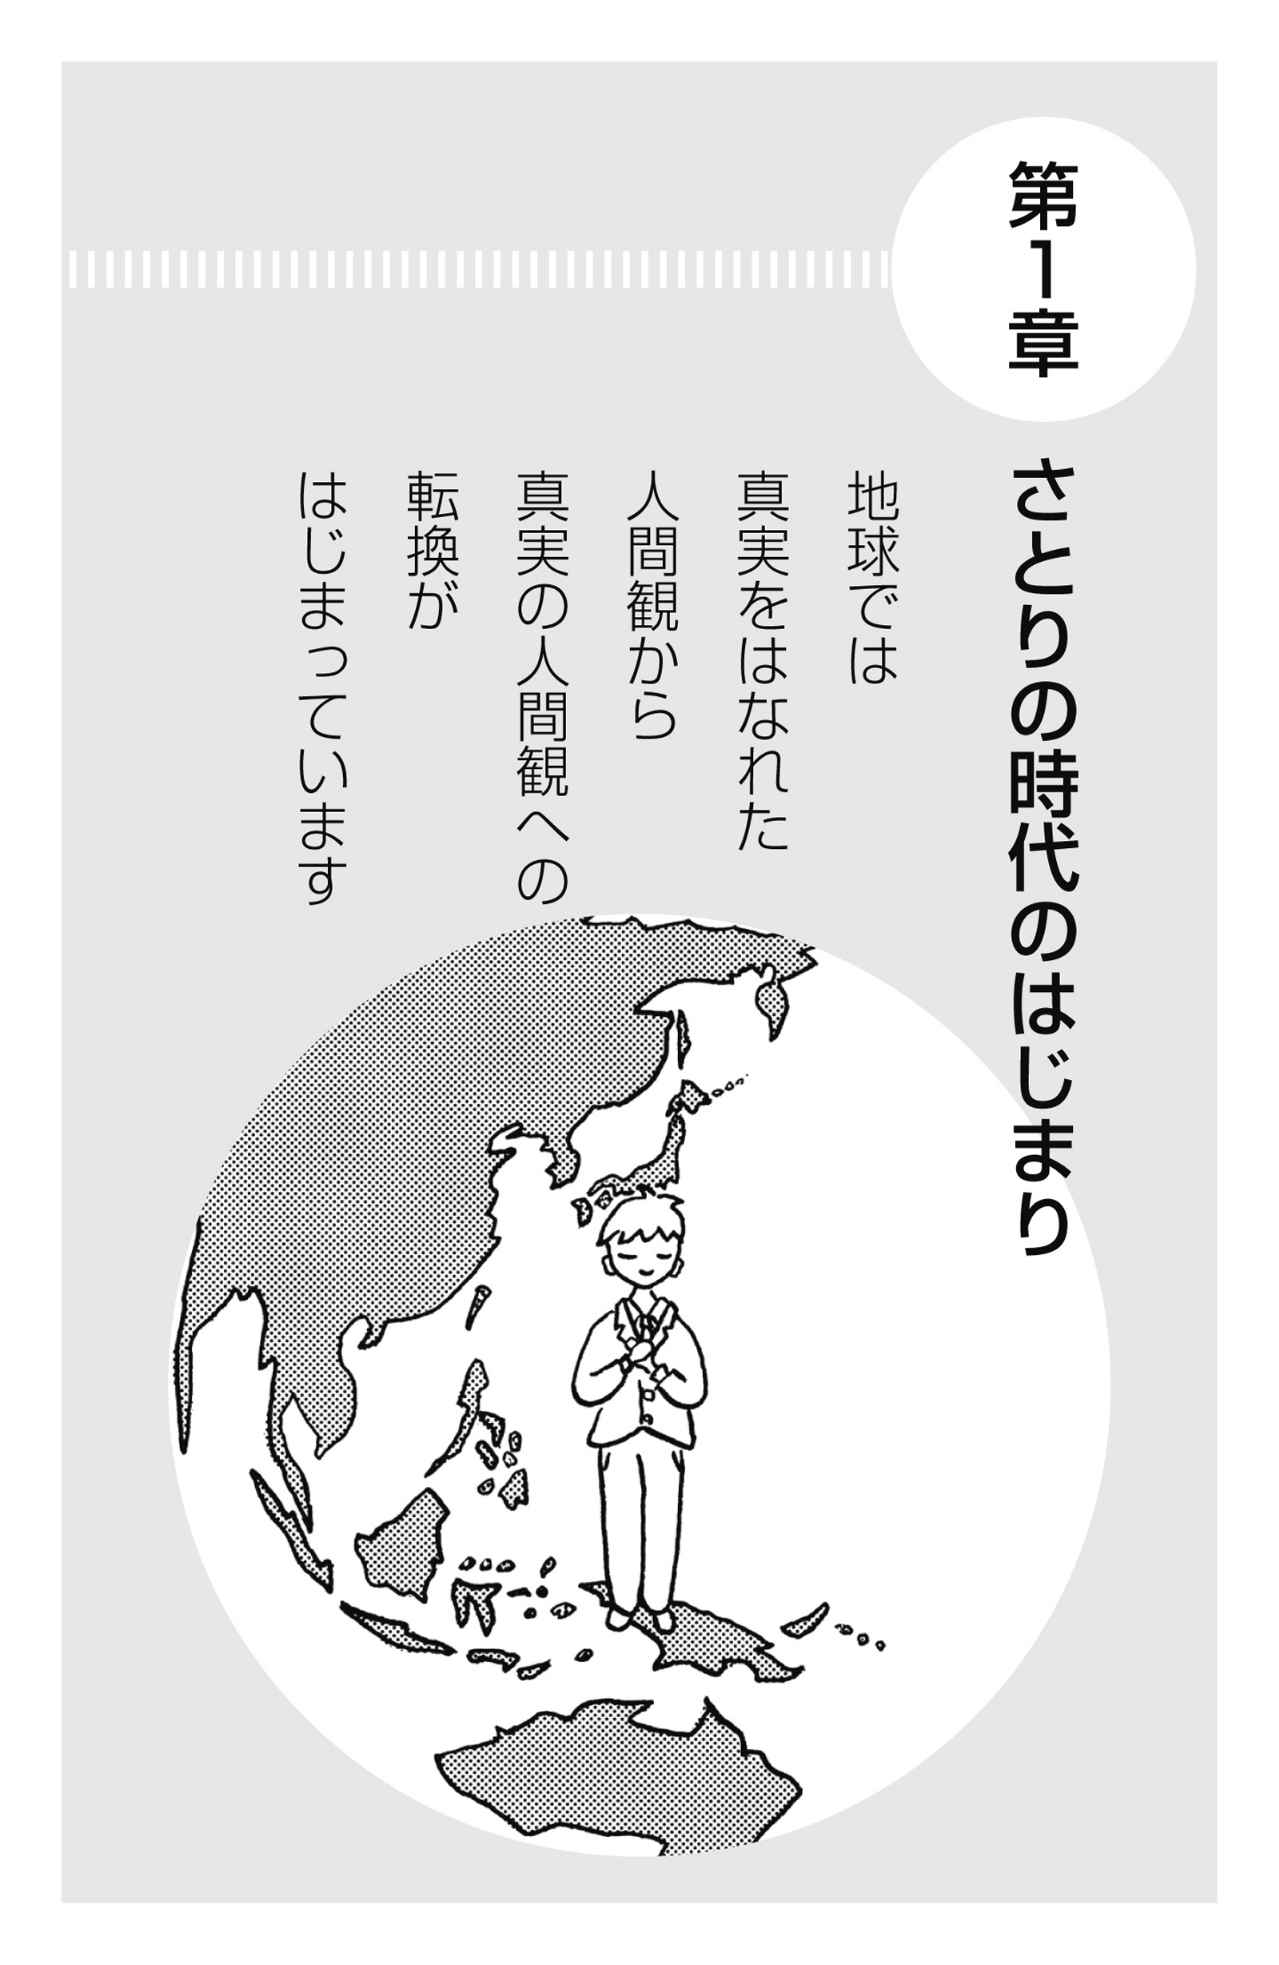 第1章
さとりの時代のはじまり
地球では
真実をはなれた
人間観から
真実の人間観への
転換が
はじまっています